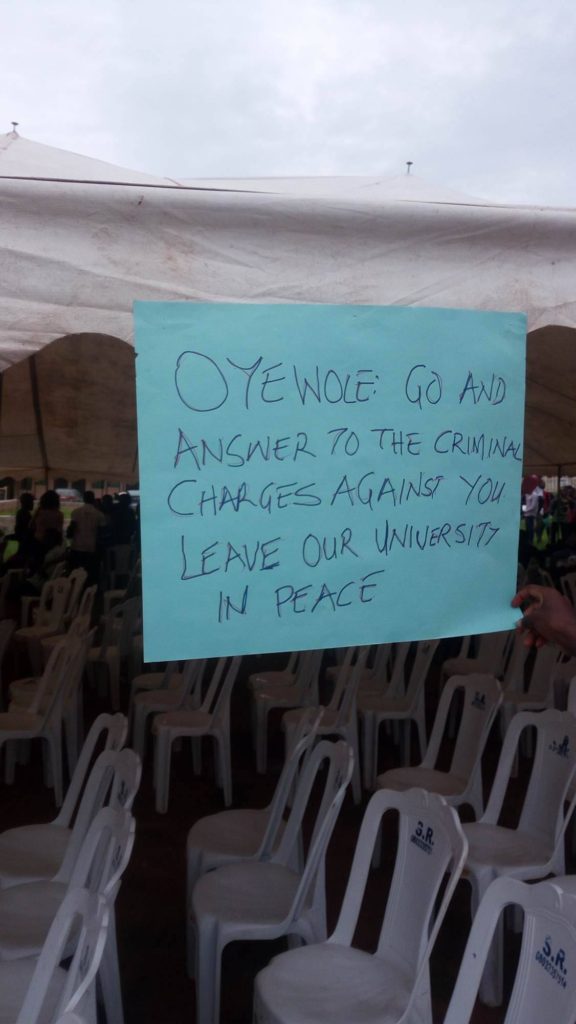 OYEWOLE: GO AND
ANSWER TO THE CRIMINAL
CHARGES AGAINST YOU
LEAVE OUR UNIVERSITY
IN PEACE
S.R.
S.R.